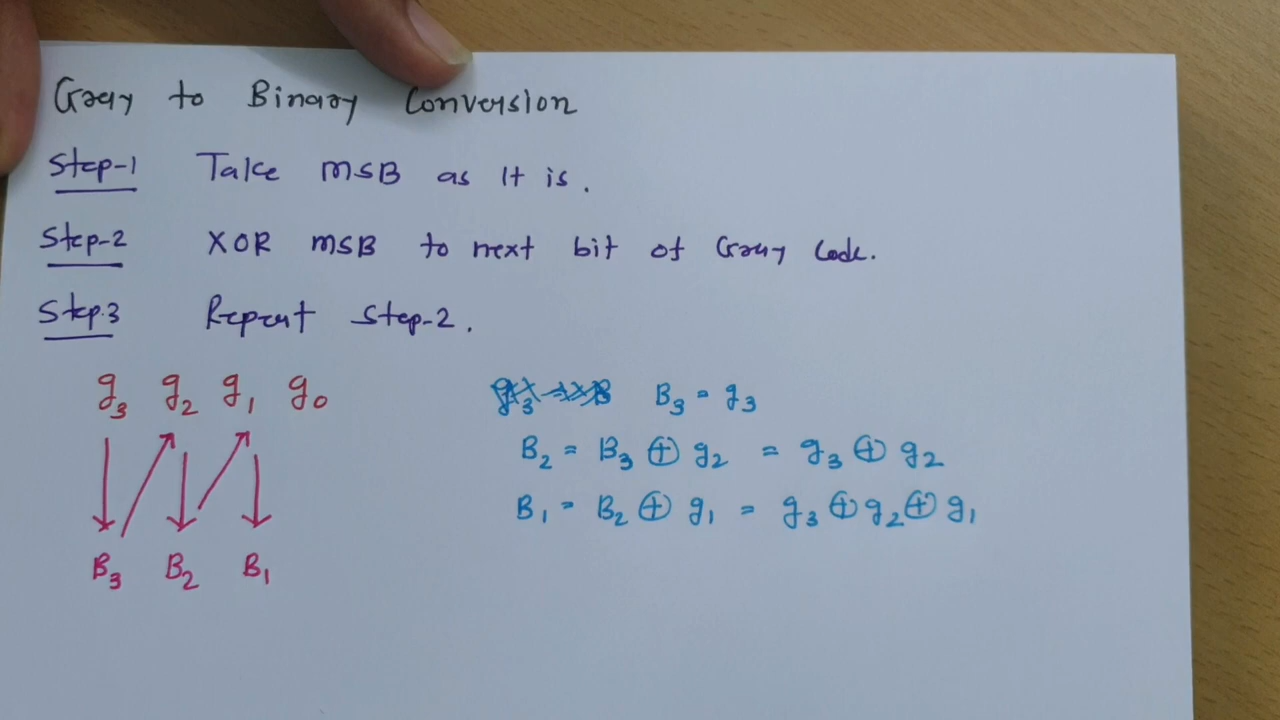 Gray to Binary Conversion
Step-1 Take MSB as it is.
Step-2 XOR MSB to next bit of Gray Code.
Step.3 Repeat Step-2.
g₃ g₂ g₁ g₀
B₃ B₂ B₁
B₃ = g₃
B₂ = B₃ ⊕ g₂ = g₃ ⊕ g₂
B₁ = B₂ ⊕ g₁ = g₃ ⊕ g₂ ⊕ g₁